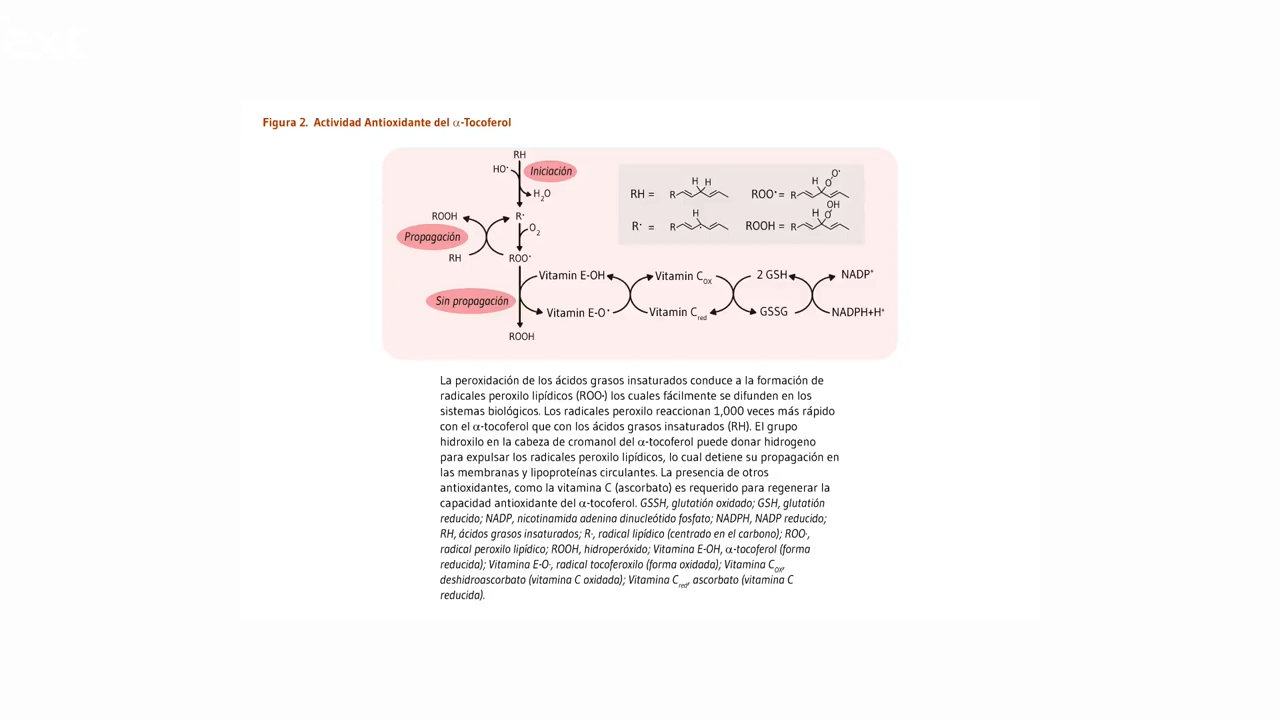 Figura 2. Actividad Antioxidante del α-Tocoferol
RH
HO· Iniciación
H2O
ROOH R·
O2
Propagación
RH ROO·
RH = R H H
ROO· = R H O O·
R· = R H
ROOH = R H O OH
Vitamin E-OH Vitamin Cox 2 GSH NADP+
Sin propagación
Vitamin E-O· Vitamin Cred GSSG NADPH+H+
ROOH
La peroxidación de los ácidos grasos insaturados conduce a la formación de
radicales peroxilo lipídicos (ROO·) los cuales fácilmente se difunden en los
sistemas biológicos. Los radicales peroxilo reaccionan 1,000 veces más rápido
con el α-tocoferol que con los ácidos grasos insaturados (RH). El grupo
hidroxilo en la cabeza de cromanol del α-tocoferol puede donar hidrogeno
para expulsar los radicales peroxilo lipídicos, lo cual detiene su propagación en
las membranas y lipoproteínas circulantes. La presencia de otros
antioxidantes, como la vitamina C (ascorbato) es requerido para regenerar la
capacidad antioxidante del α-tocoferol. GSSH, glutatión oxidado; GSH, glutatión
reducido; NADP, nicotinamida adenina dinucleótido fosfato; NADPH, NADP reducido;
RH, ácidos grasos insaturados; R·, radical lipídico (centrado en el carbono); ROO·,
radical peroxilo lipídico; ROOH, hidroperóxido; Vitamina E-OH, α-tocoferol (forma
reducida); Vitamina E-O·, radical tocoferoxilo (forma oxidada); Vitamina Cox,
deshidroascorbato (vitamina C oxidada); Vitamina Cred, ascorbato (vitamina C
reducida).